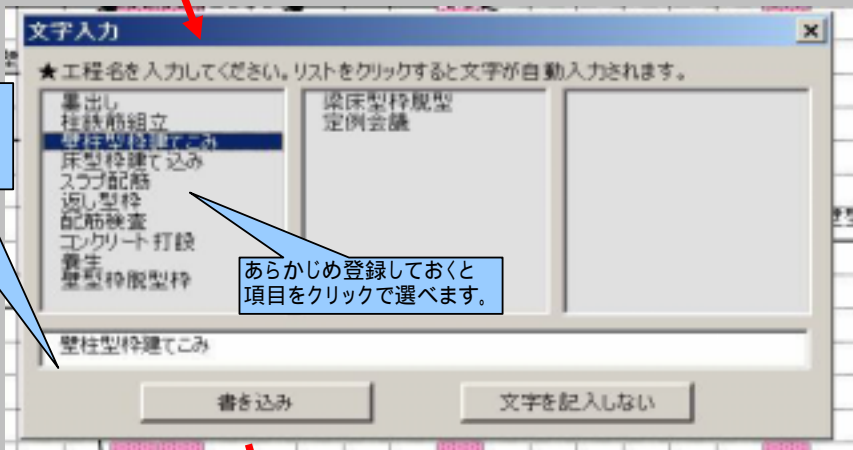 文字入力
★工程名を入力してください。リストをクリックすると文字が自動入力されます。
墨出し
柱鉄筋組立
壁柱型枠建てこみ
床型枠建て込み
スラブ配筋
返し型枠
配筋検査
コンクリート打設
養生
壁型枠脱型枠
梁床型枠脱型
定例会議
あらかじめ登録しておくと
項目をクリックで選べます。
壁柱型枠建てこみ
書き込み
文字を記入しない